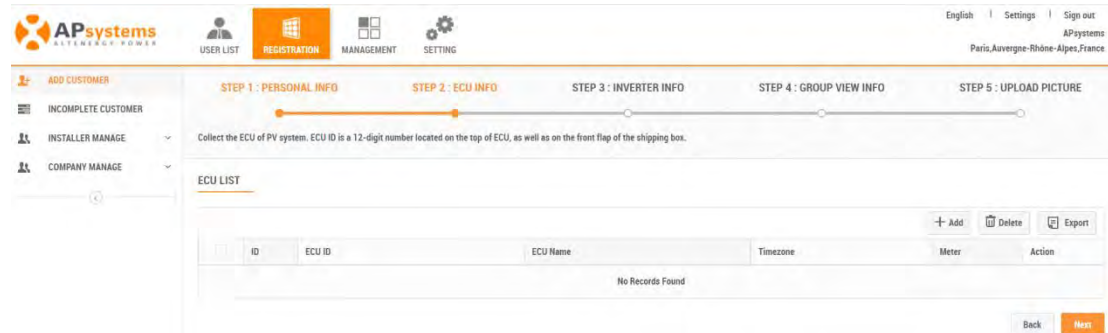 English | Settings | Sign out
APsystems
ALTENERGY POWER
USER LIST
REGISTRATION
MANAGEMENT
SETTING
APsystems
Paris,Auvergne-Rhône-Alpes,France
ADD CUSTOMER
INCOMPLETE CUSTOMER
INSTALLER MANAGE
COMPANY MANAGE
STEP 1 : PERSONAL INFO
STEP 2 : ECU INFO
STEP 3 : INVERTER INFO
STEP 4 : GROUP VIEW INFO
STEP 5 : UPLOAD PICTURE
Collect the ECU of PV system. ECU ID is a 12-digit number located on the top of ECU, as well as on the front flap of the shipping box.
ECU LIST
Add Delete Export
ID ECU ID ECU Name Timezone Meter Action
No Records Found
Back Next